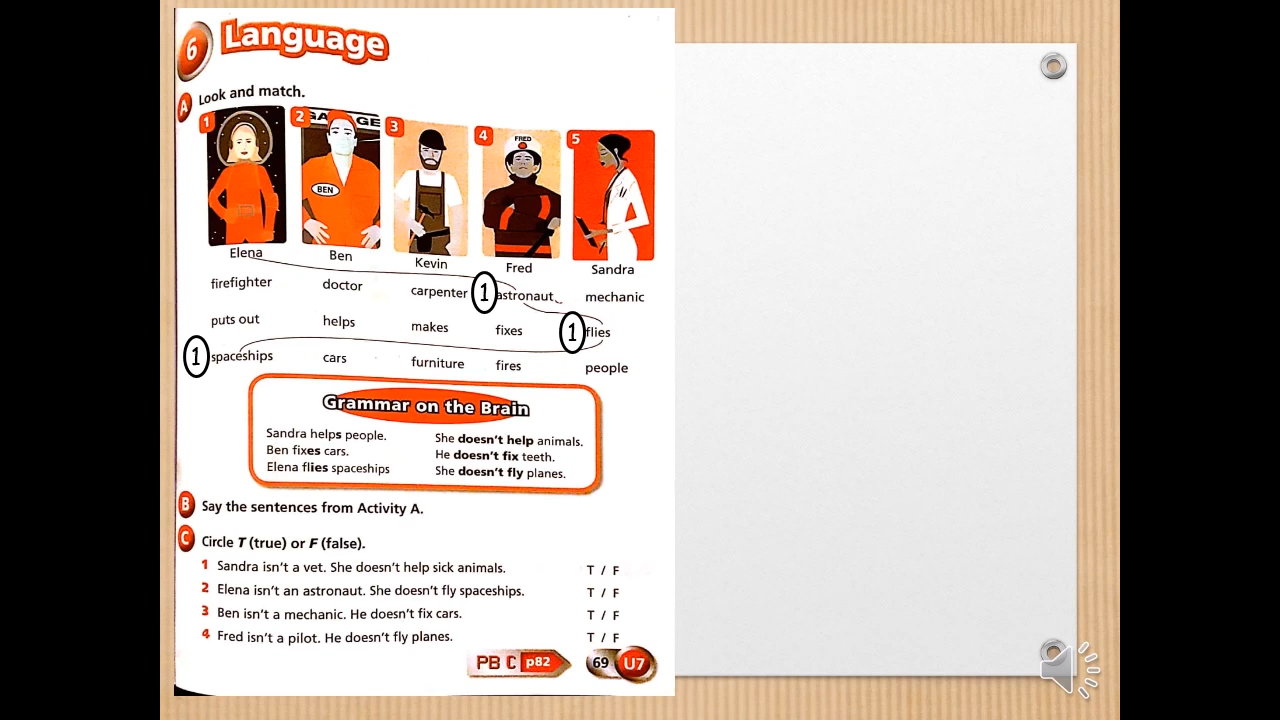 6 Language
A Look and match.
1 2 3 4 5
GARAGE
FRED
BEN
Elena Ben Kevin Fred Sandra
firefighter doctor carpenter 1 astronaut mechanic
puts out helps makes fixes 1 flies
1 spaceships cars furniture fires people
Grammar on the Brain
Sandra helps people. She doesn't help animals.
Ben fixes cars. He doesn't fix teeth.
Elena flies spaceships She doesn't fly planes.
B Say the sentences from Activity A.
C Circle T (true) or F (false).
1 Sandra isn't a vet. She doesn't help sick animals. T / F
2 Elena isn't an astronaut. She doesn't fly spaceships. T / F
3 Ben isn't a mechanic. He doesn't fix cars. T / F
4 Fred isn't a pilot. He doesn't fly planes. T / F
PB C p82 69 U7